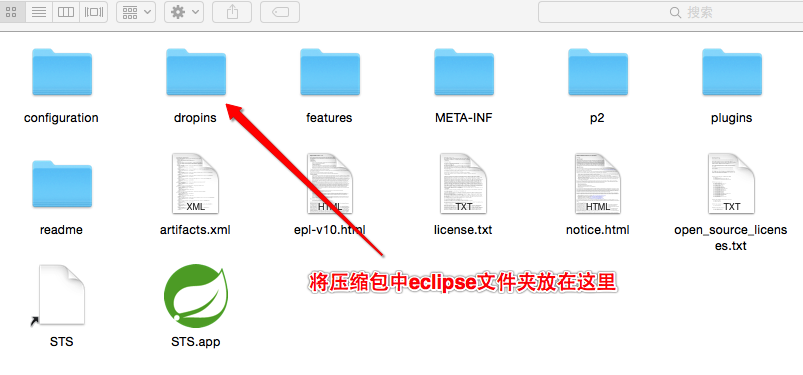 搜索
configuration
dropins
features
META-INF
p2
plugins
readme
XML
artifacts.xml
HTML
epl-v10.html
TXT
license.txt
HTML
notice.html
TXT
open_source_licens
es.txt
将压缩包中eclipse文件夹放在这里
STS
STS.app